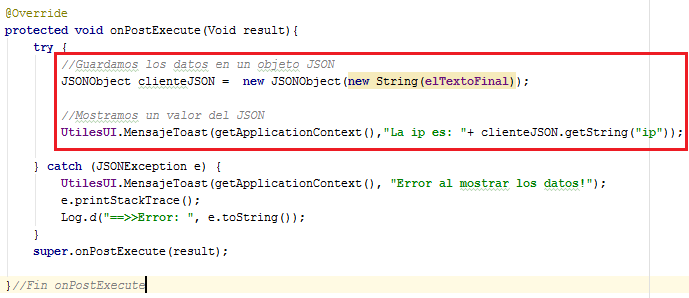 @Override
protected void onPostExecute(Void result){
try {
//Guardamos los datos en un objeto JSON
JSONObject clienteJSON =  new JSONObject(new String(elTextoFinal));
//Mostramos un valor del JSON
UtilesUI.MensajeToast(getApplicationContext(),"La ip es: "+ clienteJSON.getString("ip"));
} catch (JSONException e) {
UtilesUI.MensajeToast(getApplicationContext(), "Error al mostrar los datos!");
e.printStackTrace();
Log.d("==>>Error: ", e.toString());
}
super.onPostExecute(result);
}//Fin onPostExecute